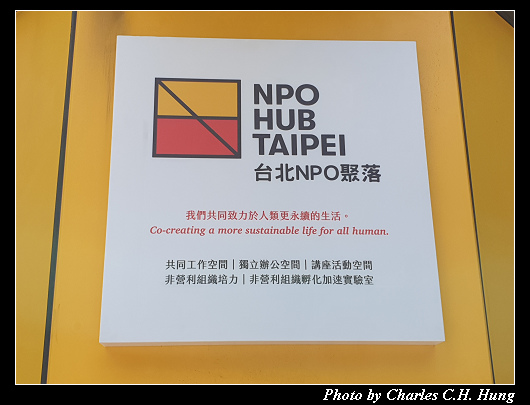 NPO
HUB
TAIPEI
台北NPO聚落
我們共同致力於人類更永續的生活。
Co-creating a more sustainable life for all human.
共同工作空間｜獨立辦公空間｜講座活動空間
非營利組織培力｜非營利組織孵化加速實驗室
Photo by Charles C.H. Hung